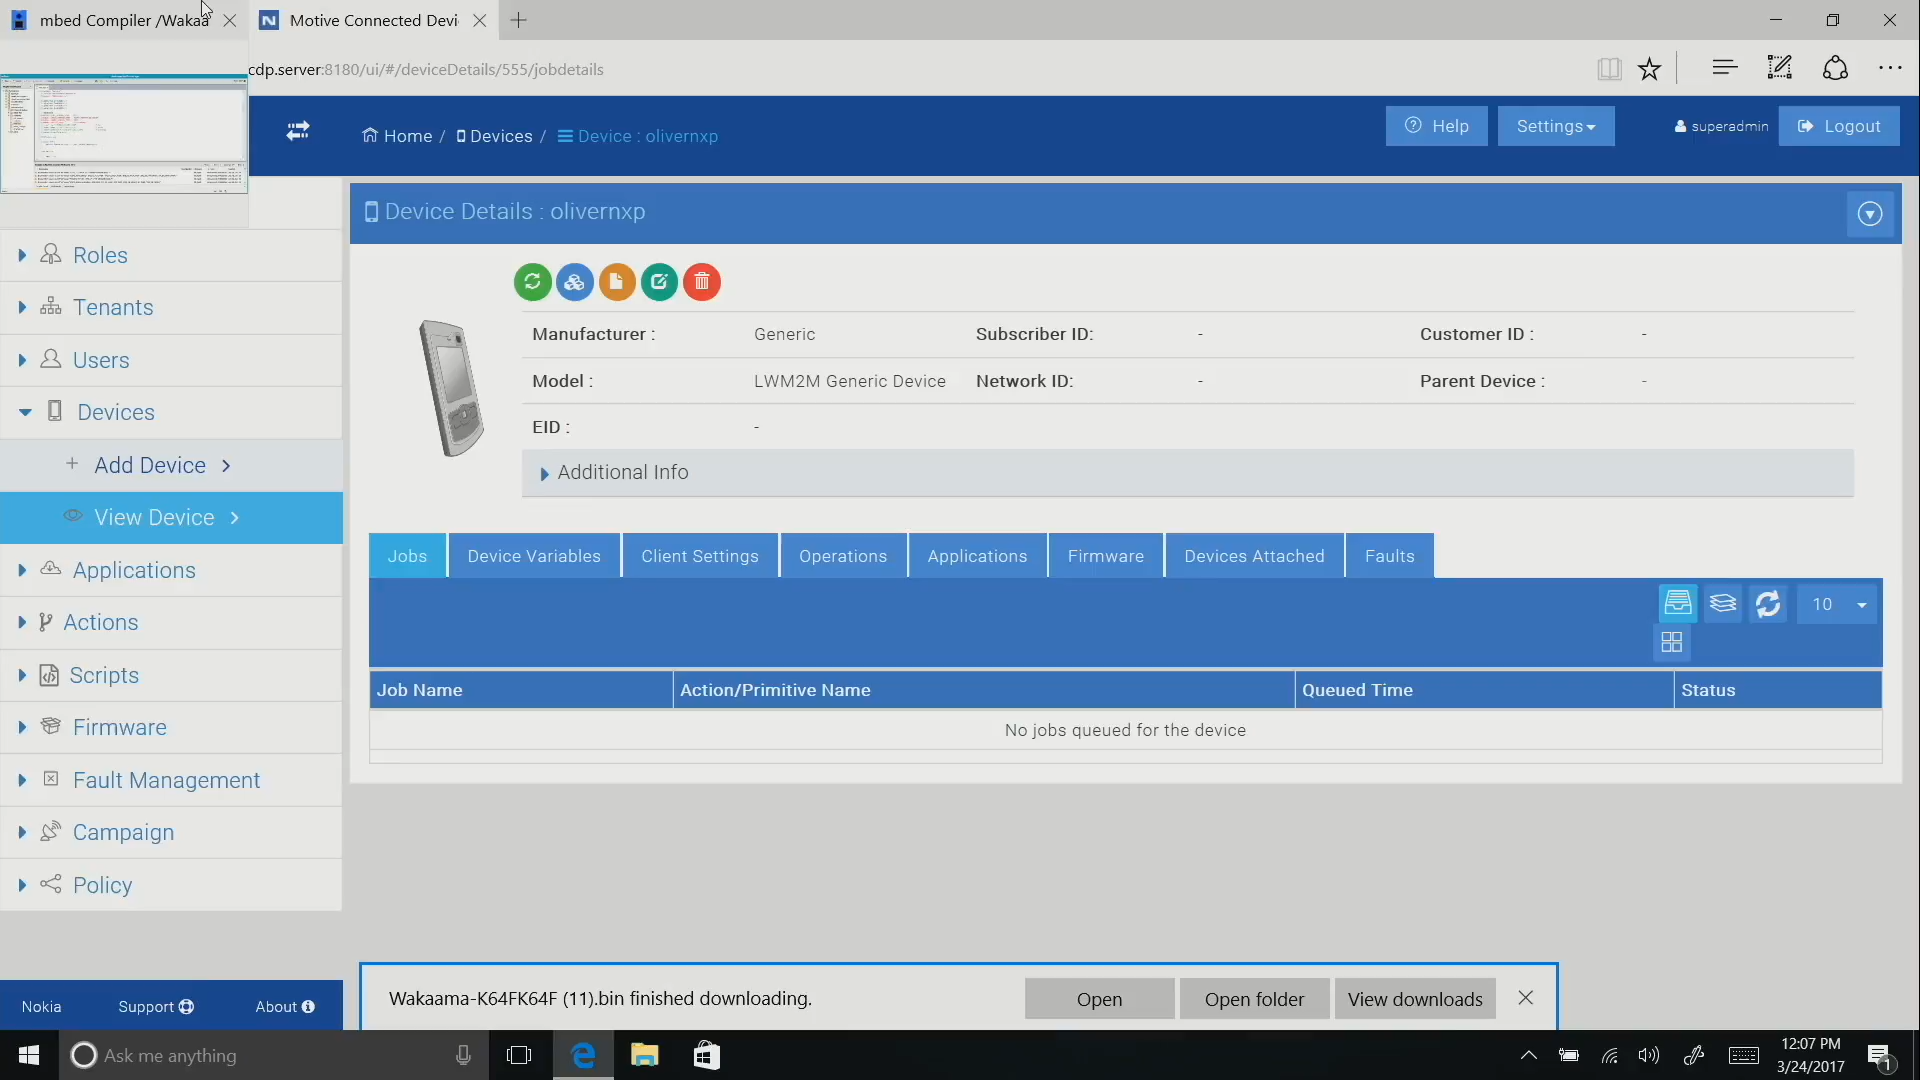 mbed Compiler /Wakaa
Motive Connected Devi
cdp.server:8180/ui/#/deviceDetails/555/jobdetails
Home / Devices / Device : olivernxp
Help
Settings
superadmin
Logout
Device Details : olivernxp
Roles
Tenants
Users
Devices
Add Device
View Device
Applications
Actions
Scripts
Firmware
Fault Management
Campaign
Policy
Manufacturer : Generic Subscriber ID: - Customer ID : -
Model : LWM2M Generic Device Network ID: - Parent Device : -
EID : -
Additional Info
Jobs Device Variables Client Settings Operations Applications Firmware Devices Attached Faults
10
Job Name Action/Primitive Name Queued Time Status
No jobs queued for the device
Nokia Support About
Wakaama-K64FK64F (11).bin finished downloading.
Open Open folder View downloads
Ask me anything
12:07 PM
3/24/2017
1